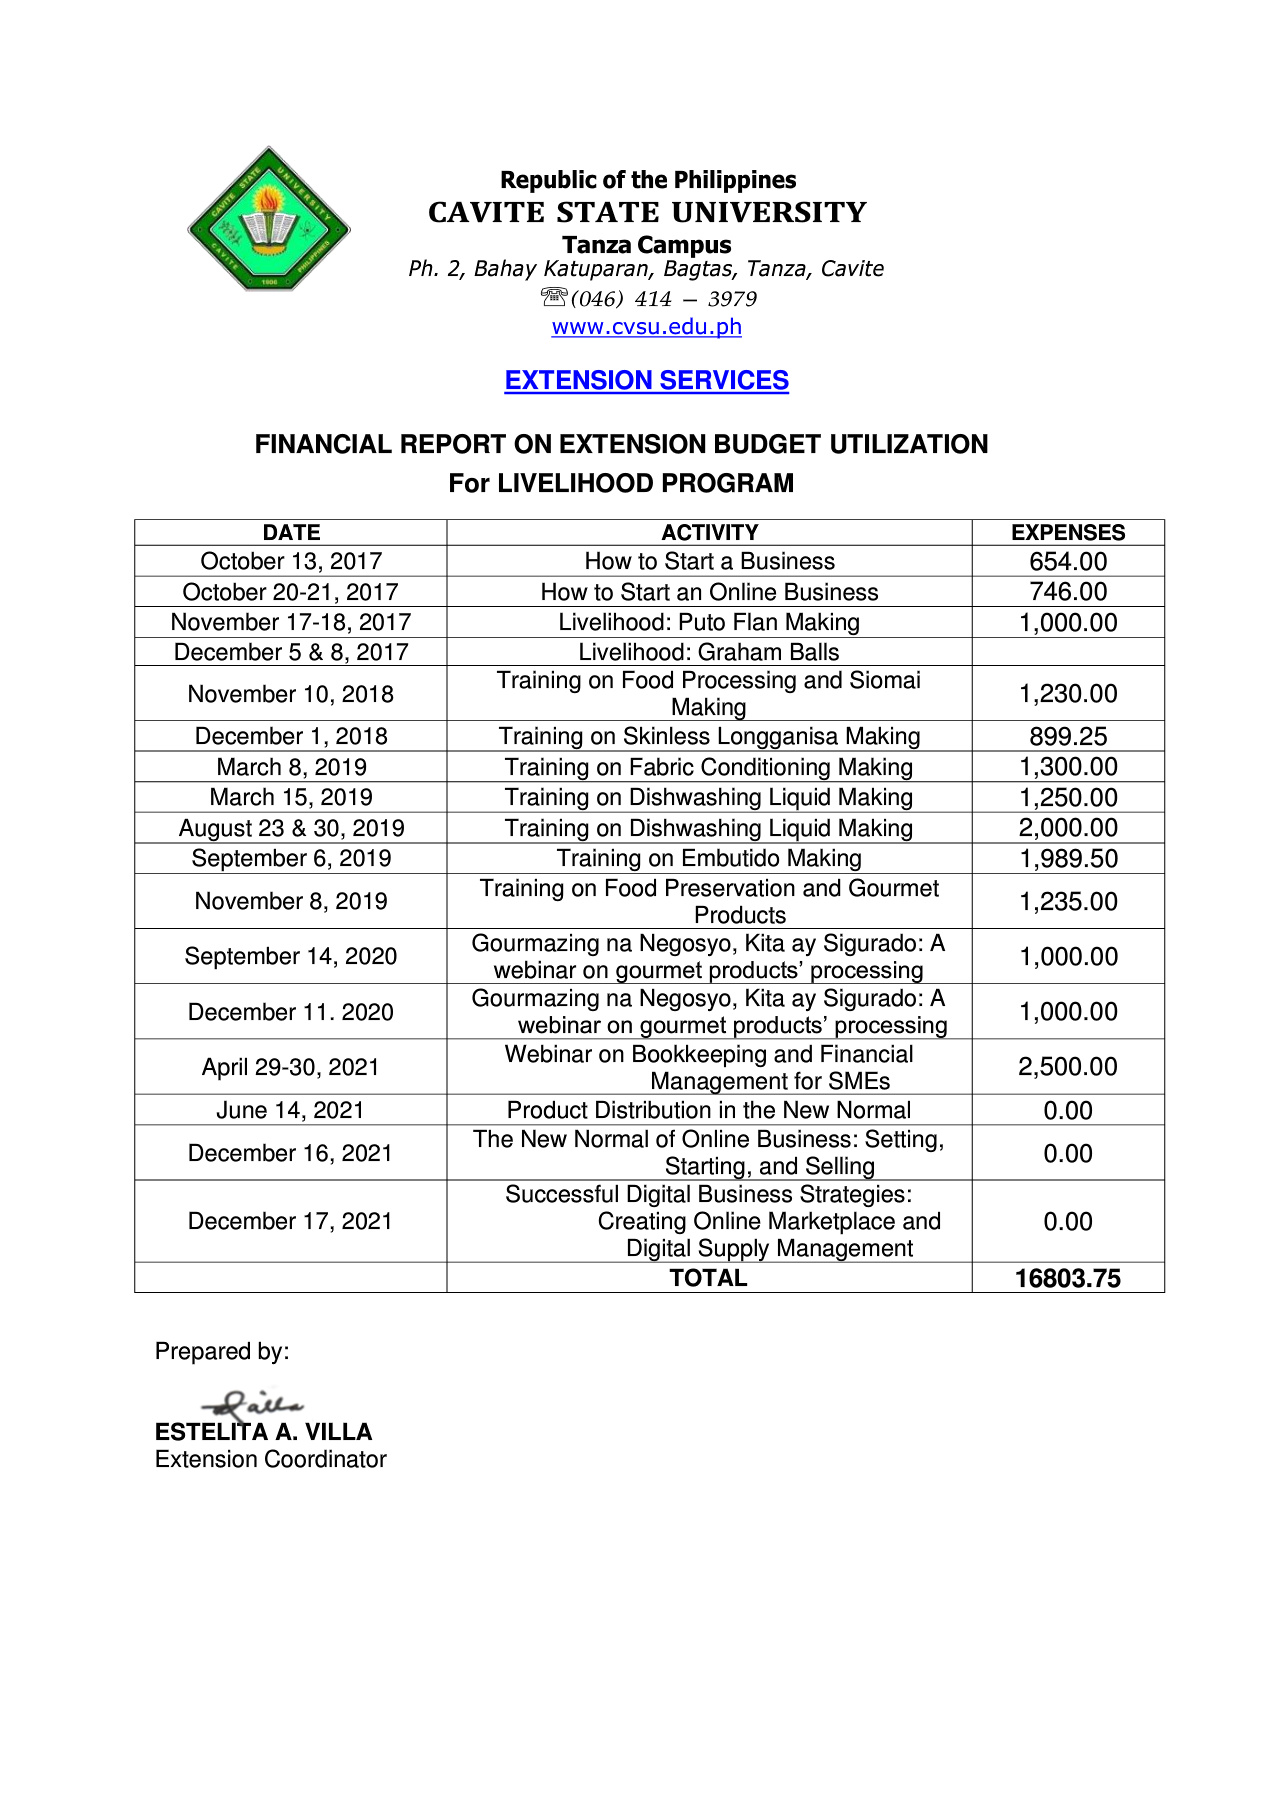 CAVITE STATE UNIVERSITY
CAVITE PHILIPPINES
1906
Republic of the Philippines
CAVITE STATE UNIVERSITY
Tanza Campus
Ph. 2, Bahay Katuparan, Bagtas, Tanza, Cavite
☏(046) 414 – 3979
www.cvsu.edu.ph
EXTENSION SERVICES
FINANCIAL REPORT ON EXTENSION BUDGET UTILIZATION
For LIVELIHOOD PROGRAM
DATE ACTIVITY EXPENSES
October 13, 2017 How to Start a Business 654.00
October 20-21, 2017 How to Start an Online Business 746.00
November 17-18, 2017 Livelihood: Puto Flan Making 1,000.00
December 5 & 8, 2017 Livelihood: Graham Balls
November 10, 2018 Training on Food Processing and Siomai
Making 1,230.00
December 1, 2018 Training on Skinless Longganisa Making 899.25
March 8, 2019 Training on Fabric Conditioning Making 1,300.00
March 15, 2019 Training on Dishwashing Liquid Making 1,250.00
August 23 & 30, 2019 Training on Dishwashing Liquid Making 2,000.00
September 6, 2019 Training on Embutido Making 1,989.50
November 8, 2019 Training on Food Preservation and Gourmet
Products 1,235.00
September 14, 2020 Gourmazing na Negosyo, Kita ay Sigurado: A
webinar on gourmet products’ processing 1,000.00
December 11. 2020 Gourmazing na Negosyo, Kita ay Sigurado: A
webinar on gourmet products’ processing 1,000.00
April 29-30, 2021 Webinar on Bookkeeping and Financial
Management for SMEs 2,500.00
June 14, 2021 Product Distribution in the New Normal 0.00
December 16, 2021 The New Normal of Online Business: Setting,
Starting, and Selling 0.00
December 17, 2021 Successful Digital Business Strategies:
Creating Online Marketplace and
Digital Supply Management 0.00
TOTAL 16803.75
Prepared by:
ESTELITA A. VILLA
Extension Coordinator